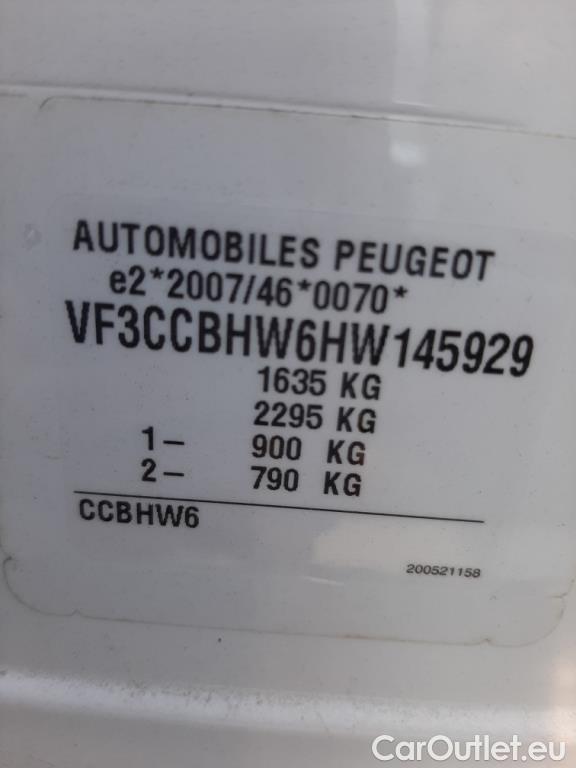 AUTOMOBILES PEUGEOT
e2*2007/46*0070*
VF3CCBHW6HW145929
1635 KG
2295 KG
1- 900 KG
2- 790 KG
CCBHW6
200521158
CarOutlet.eu